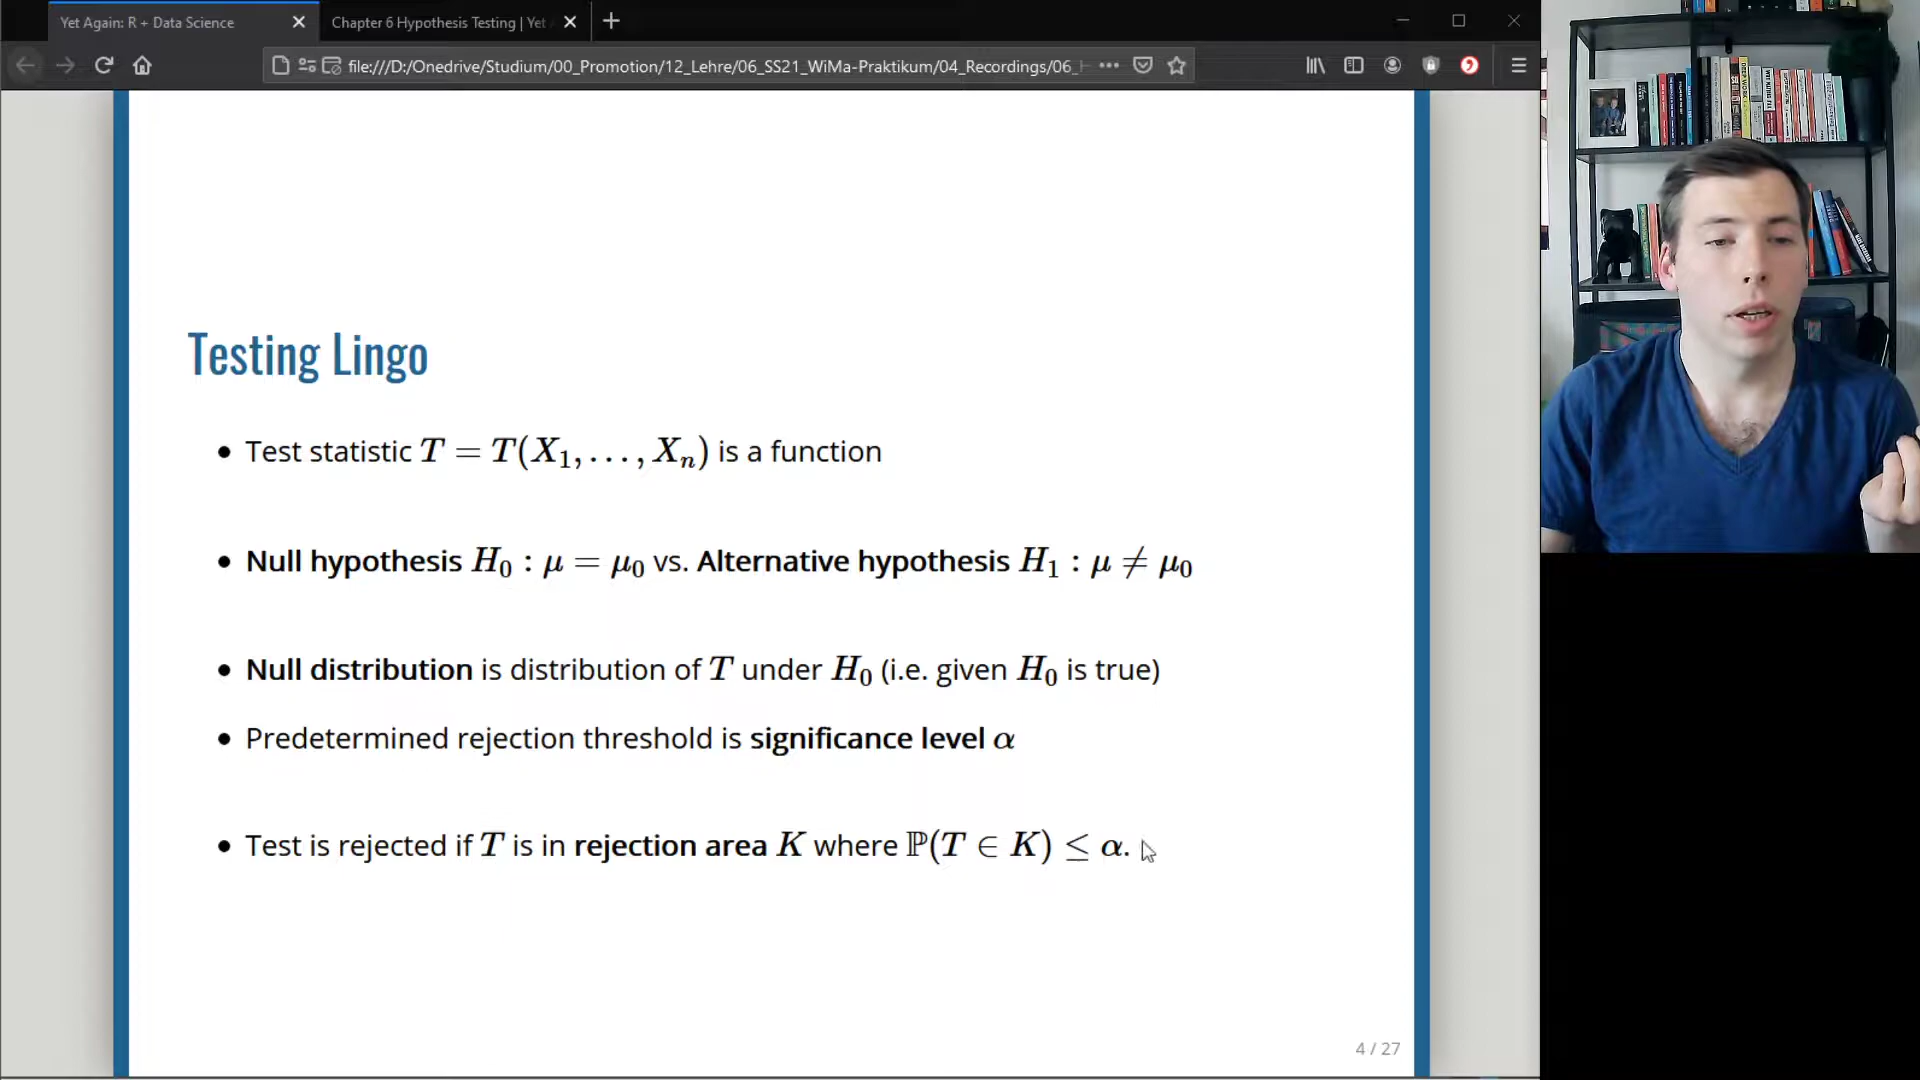 Yet Again: R + Data Science
Chapter 6 Hypothesis Testing | Yet
file:///D:/Onedrive/Studium/00_Promotion/12_Lehre/06_SS21_WiMa-Praktikum/04_Recordings/06_
Testing Lingo
Test statistic T = T(X₁, …, Xₙ) is a function
Null hypothesis H₀ : μ = μ₀ vs. Alternative hypothesis H₁ : μ ≠ μ₀
Null distribution is distribution of T under H₀ (i.e. given H₀ is true)
Predetermined rejection threshold is significance level α
Test is rejected if T is in rejection area K where ℙ(T ∈ K) ≤ α.
4 / 27